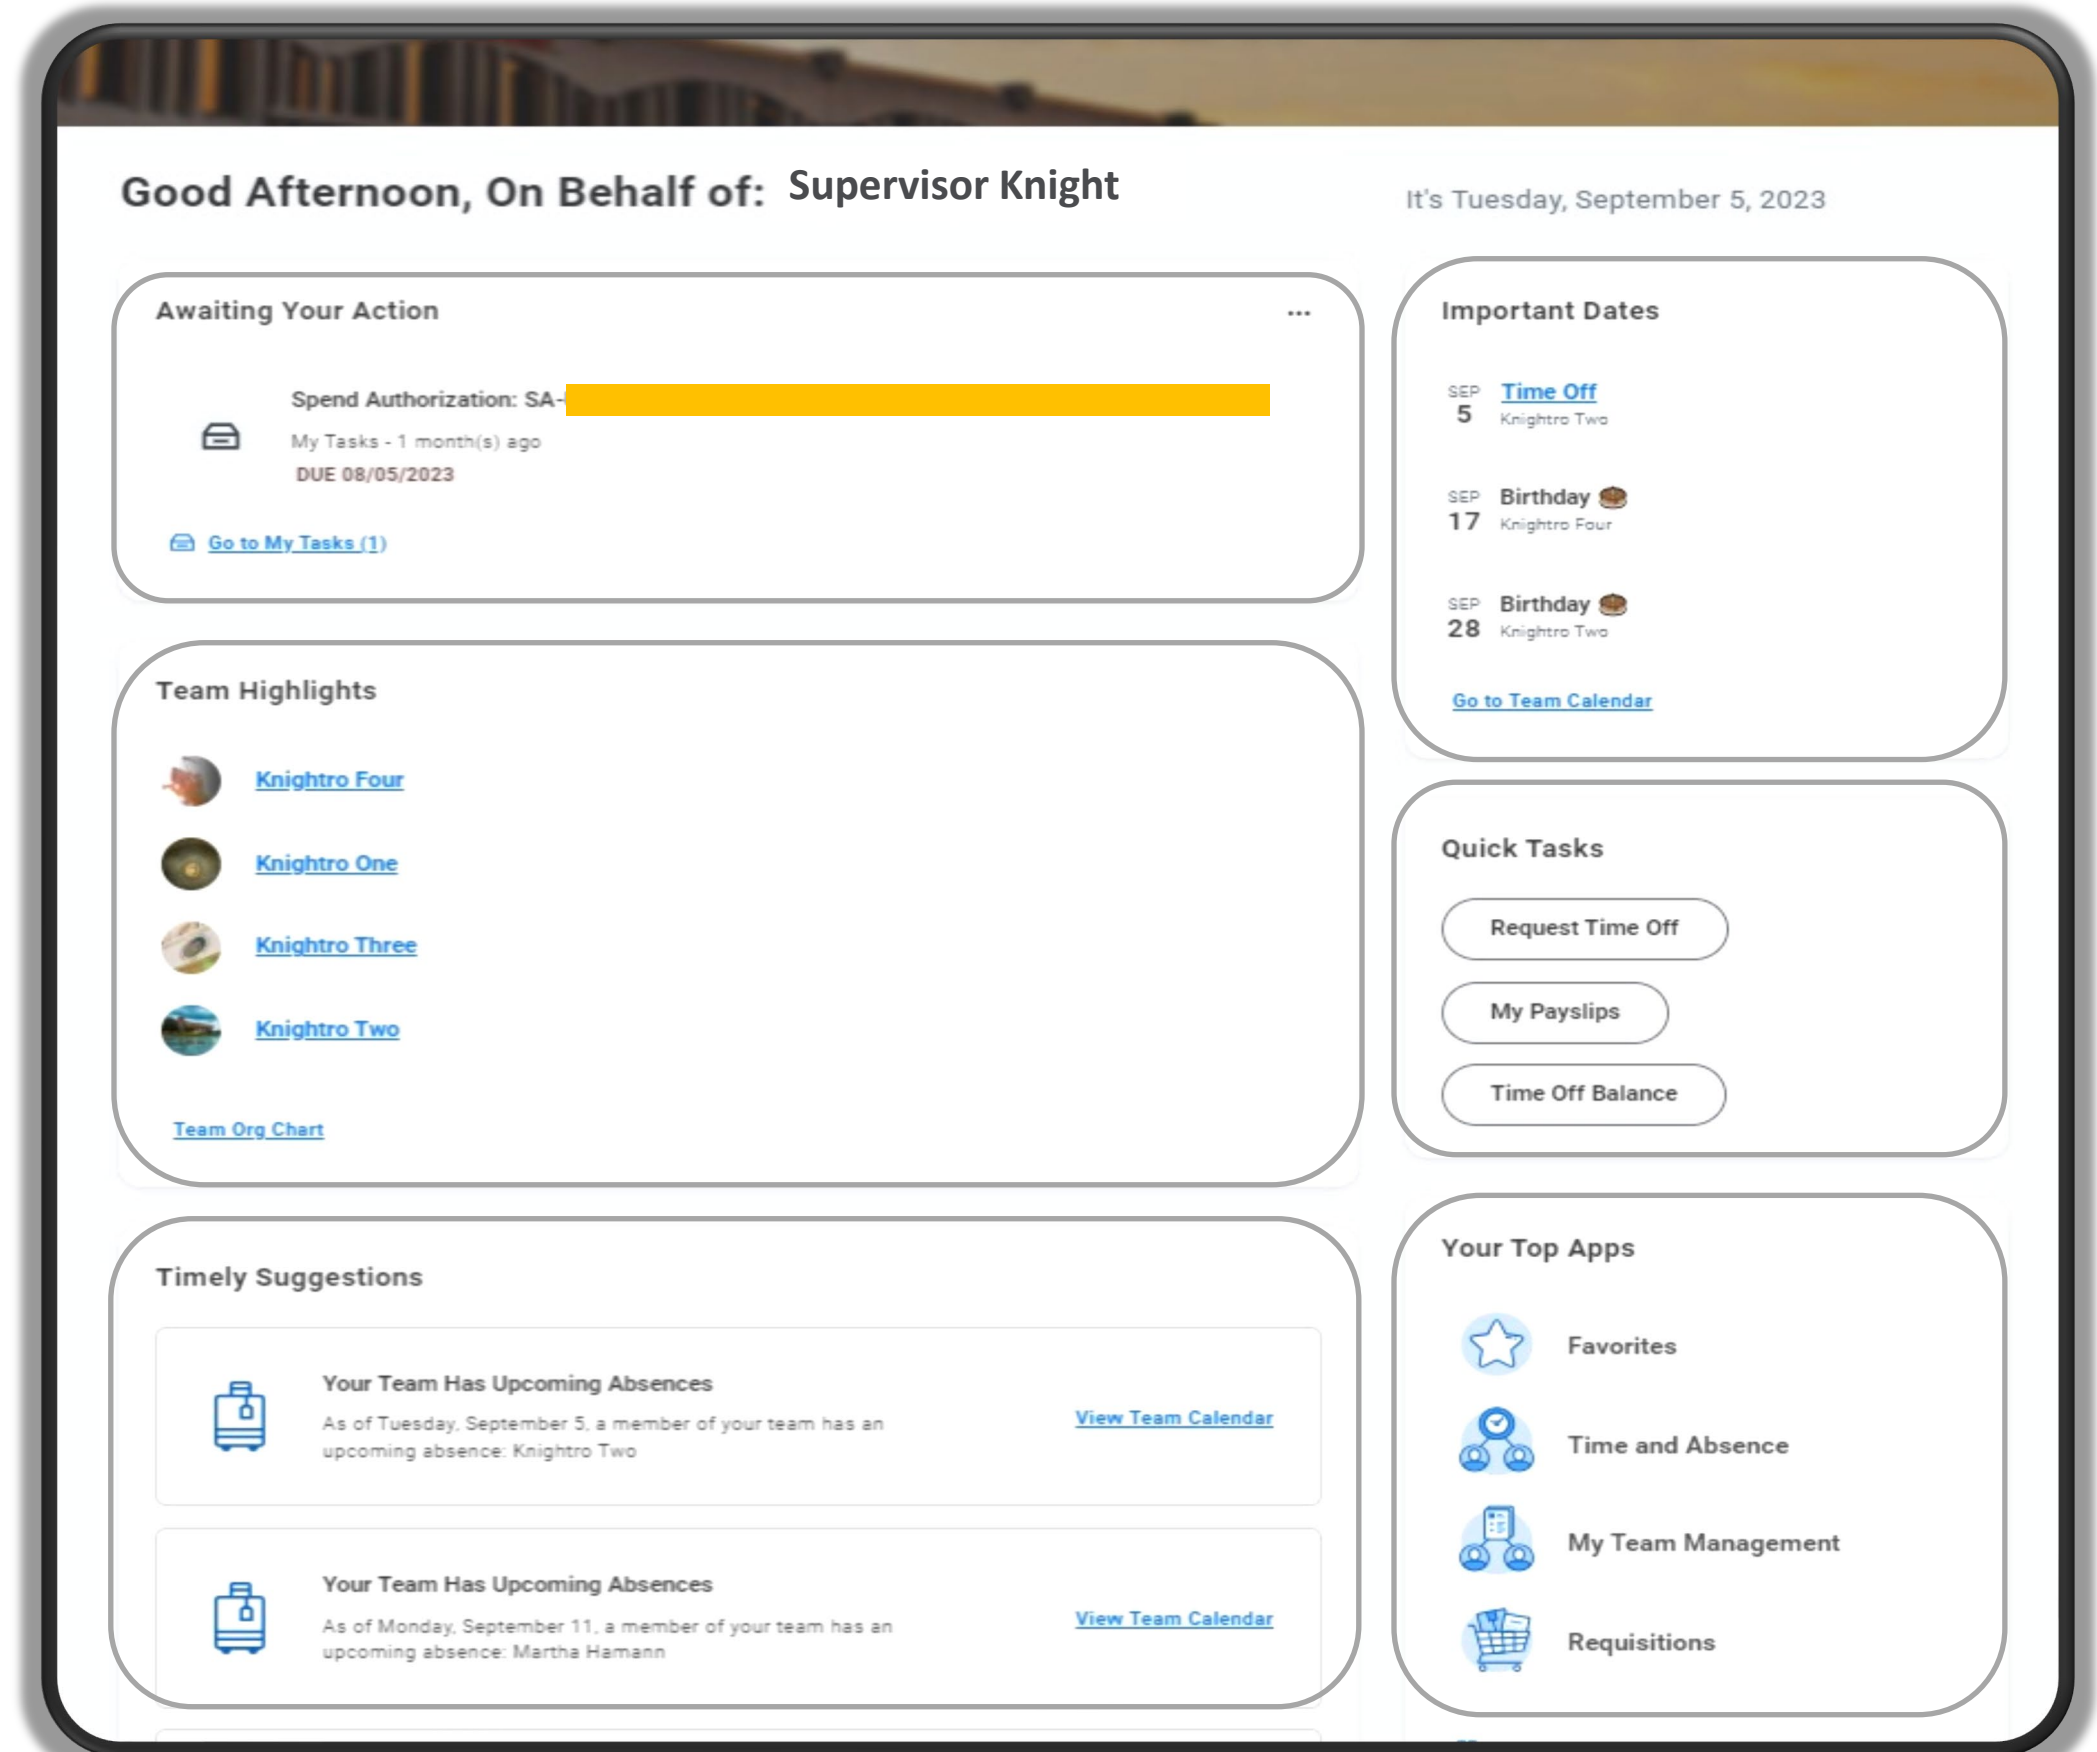 Good Afternoon, On Behalf of: Supervisor Knight
It's Tuesday, September 5, 2023
Awaiting Your Action
...
Spend Authorization: SA-
My Tasks - 1 month(s) ago
DUE 08/05/2023
Go to My Tasks (1)
Team Highlights
Knightro Four
Knightro One
Knightro Three
Knightro Two
Team Org Chart
Timely Suggestions
Your Team Has Upcoming Absences
As of Tuesday, September 5, a member of your team has an
upcoming absence: Knightro Two
View Team Calendar
Your Team Has Upcoming Absences
As of Monday, September 11, a member of your team has an
upcoming absence: Martha Hamann
View Team Calendar
Important Dates
SEP
5
Time Off
Knightro Two
SEP
17
Birthday
Knightro Four
SEP
28
Birthday
Knightro Two
Go to Team Calendar
Quick Tasks
Request Time Off
My Payslips
Time Off Balance
Your Top Apps
Favorites
Time and Absence
My Team Management
Requisitions